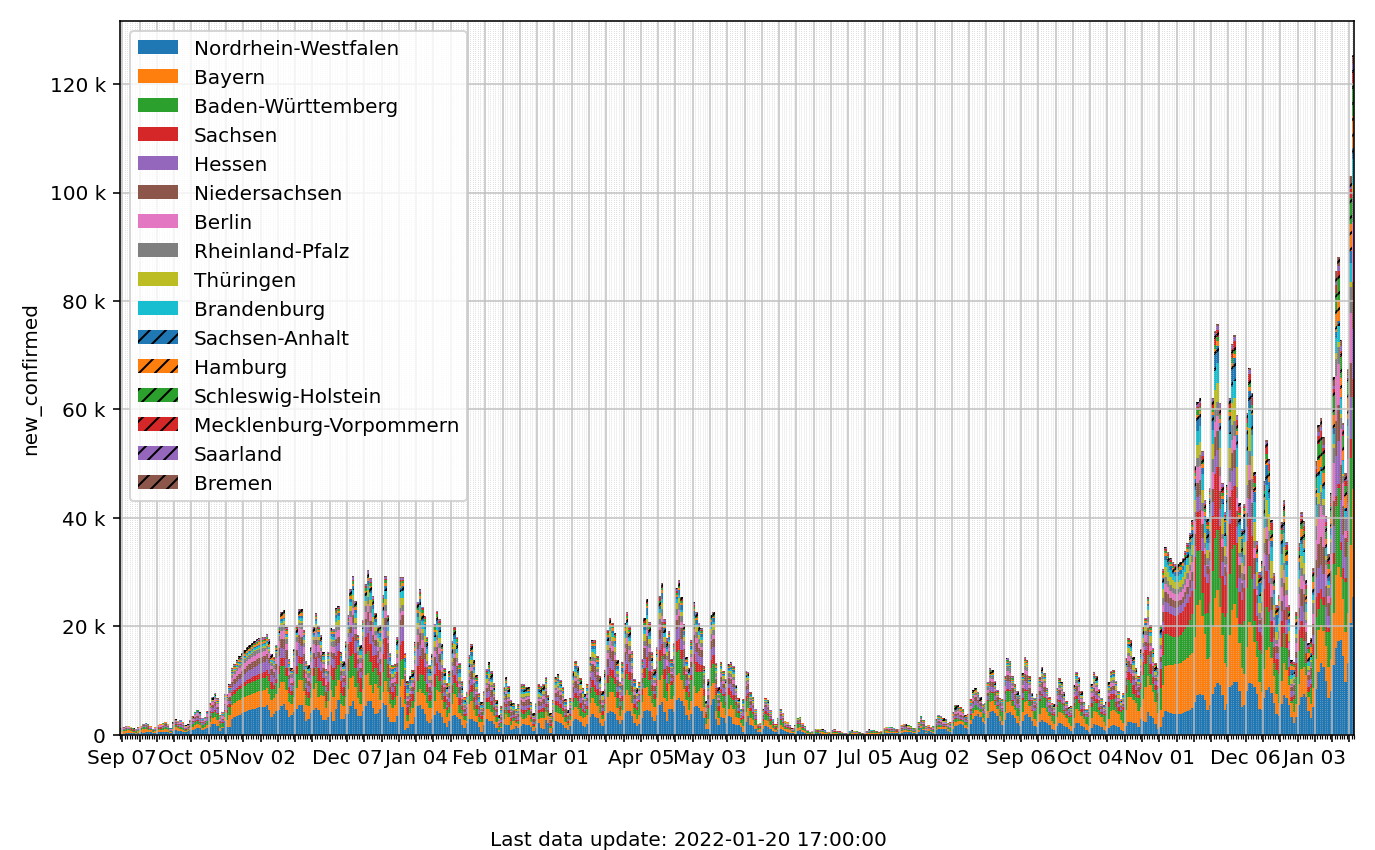 new_confirmed
120 k
100 k
80 k
60 k
40 k
20 k
0
Nordrhein-Westfalen
Bayern
Baden-Württemberg
Sachsen
Hessen
Niedersachsen
Berlin
Rheinland-Pfalz
Thüringen
Brandenburg
Sachsen-Anhalt
Hamburg
Schleswig-Holstein
Mecklenburg-Vorpommern
Saarland
Bremen
Sep 07 Oct 05 Nov 02 Dec 07 Jan 04 Feb 01 Mar 01 Apr 05 May 03 Jun 07 Jul 05 Aug 02 Sep 06 Oct 04 Nov 01 Dec 06 Jan 03
Last data update: 2022-01-20 17:00:00